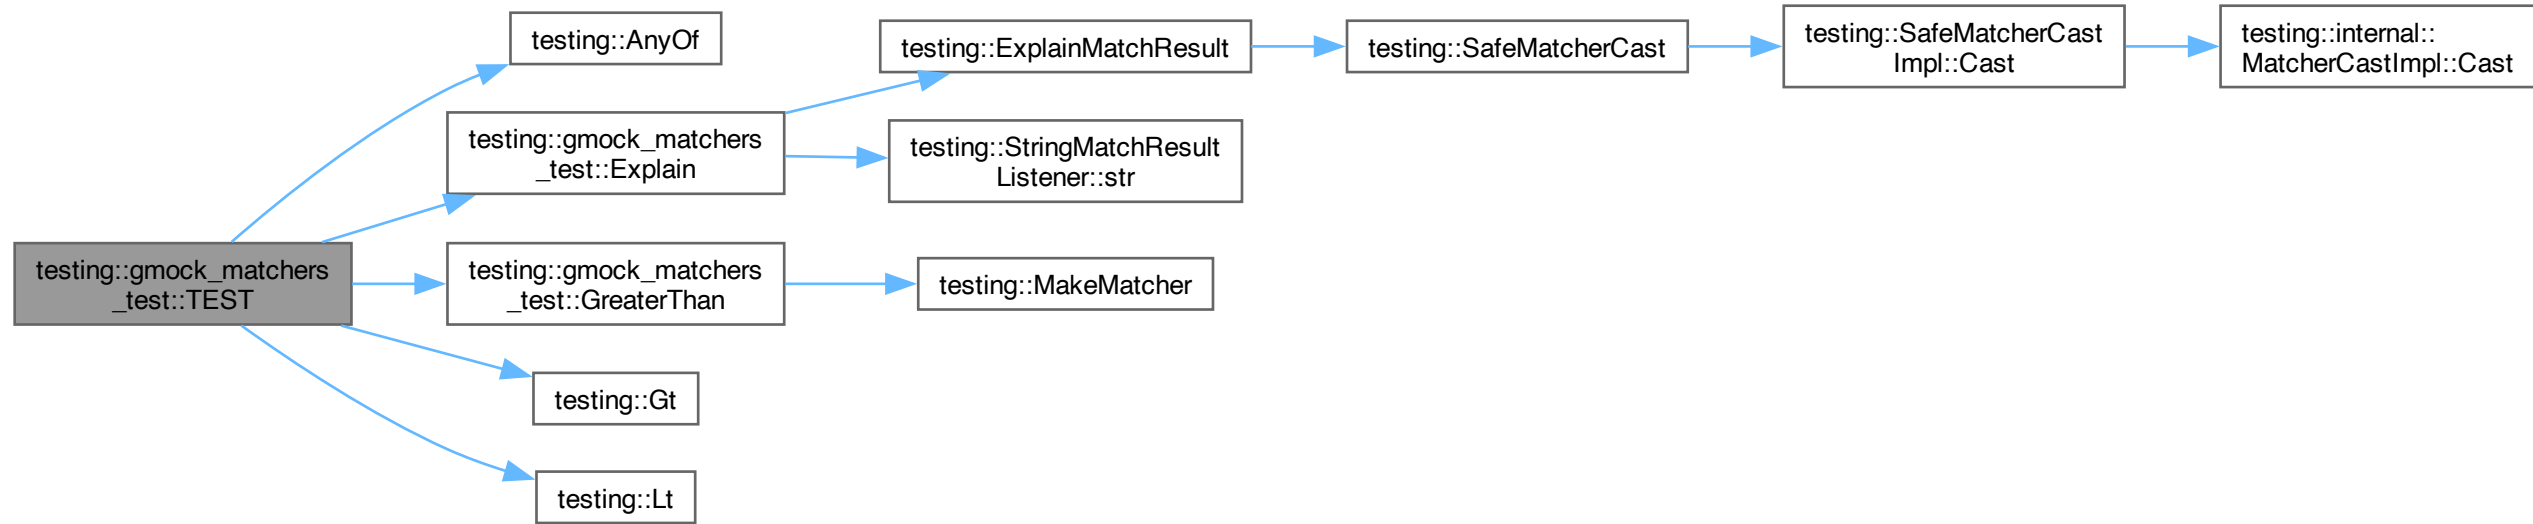 testing::AnyOf
testing::ExplainMatchResult
testing::SafeMatcherCast
testing::SafeMatcherCast
Impl::Cast
testing::internal::
MatcherCastImpl::Cast
testing::gmock_matchers
_test::Explain
testing::StringMatchResult
Listener::str
testing::gmock_matchers
_test::TEST
testing::gmock_matchers
_test::GreaterThan
testing::MakeMatcher
testing::Gt
testing::Lt